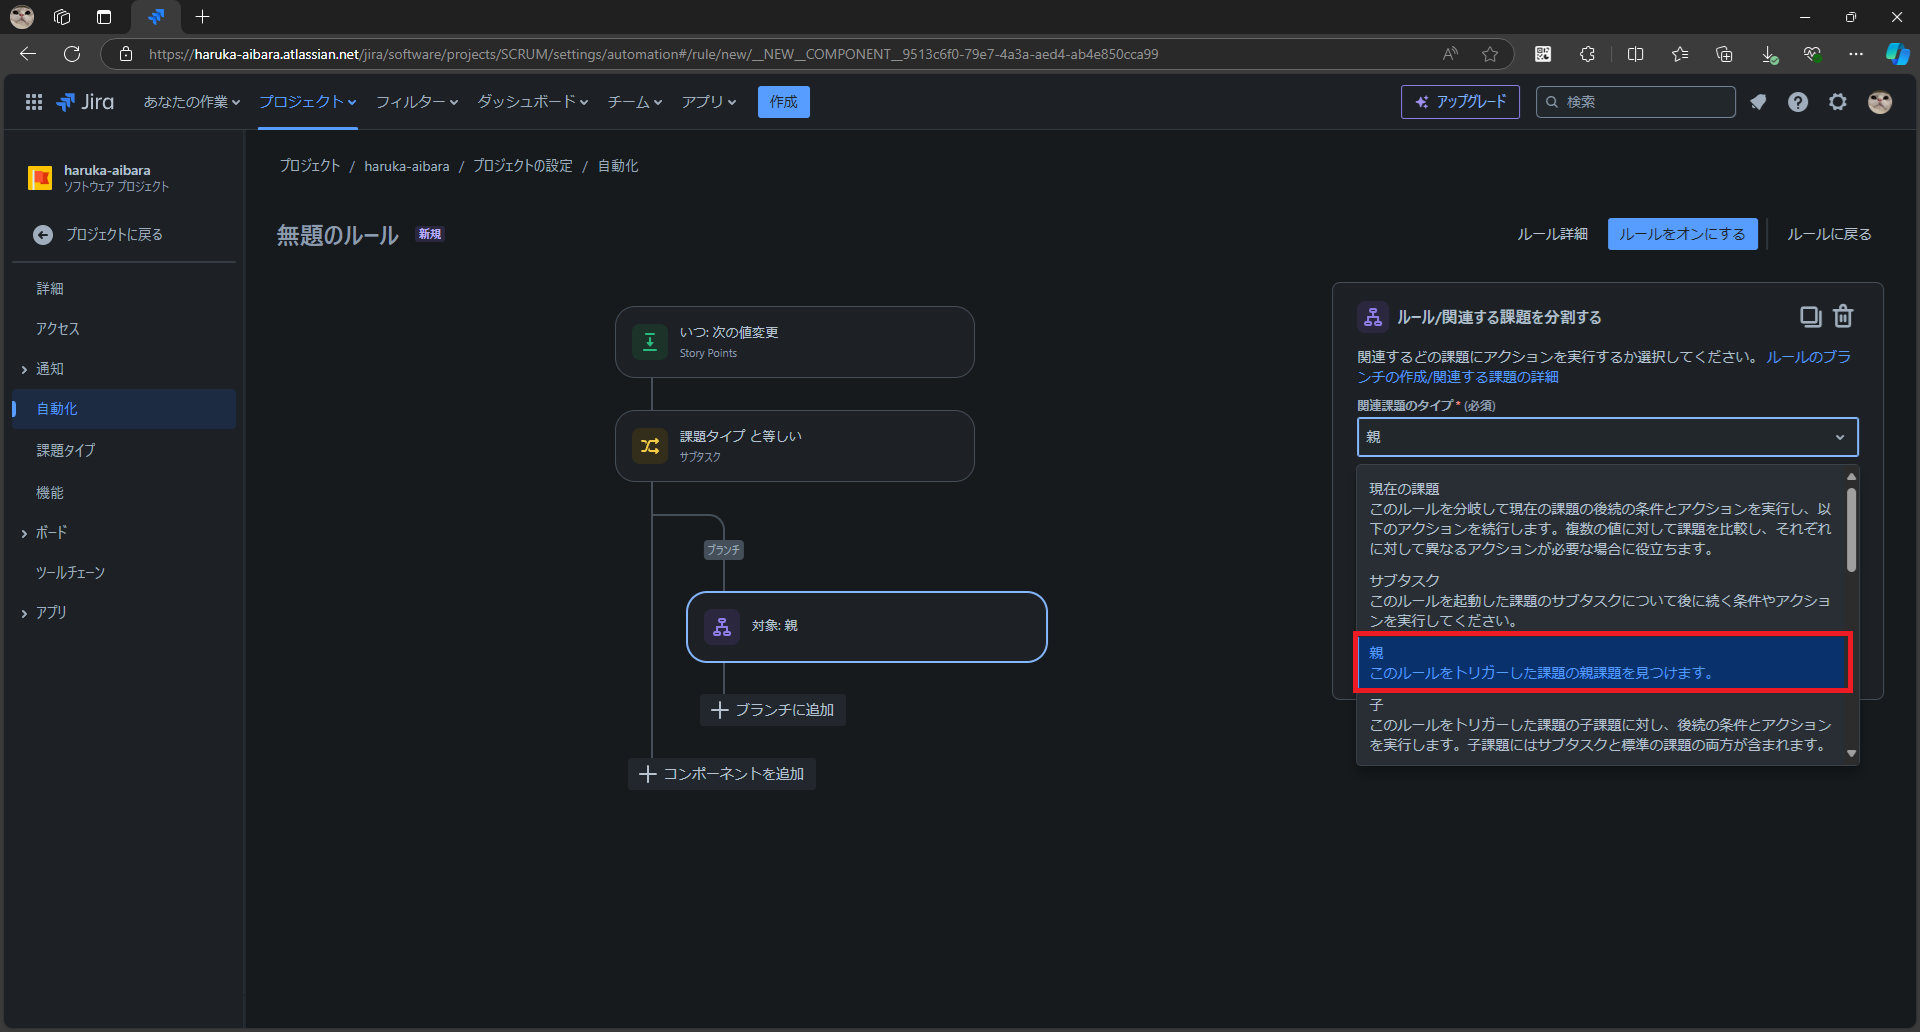 https://haruka-aibara.atlassian.net/jira/software/projects/SCRUM/settings/automation#/rule/new/__NEW__COMPONENT__9513c6f0-79e7-4a3a-aed4-ab4e850cca99
Jira
あなたの作業
プロジェクト
フィルター
ダッシュボード
チーム
アプリ
作成
アップグレード
検索
haruka-aibara
ソフトウェア プロジェクト
プロジェクトに戻る
詳細
アクセス
通知
自動化
課題タイプ
機能
ボード
ツールチェーン
アプリ
プロジェクト / haruka-aibara / プロジェクトの設定 / 自動化
無題のルール 新規
ルール詳細
ルールをオンにする
ルールに戻る
いつ: 次の値変更
Story Points
課題タイプ と等しい
サブタスク
ブランチ
対象: 親
ブランチに追加
コンポーネントを追加
ルール/関連する課題を分割する
関連するどの課題にアクションを実行するか選択してください。 ルールのブラ
ンチの作成/関連する課題の詳細
関連課題のタイプ* (必須)
親
現在の課題
このルールを分岐して現在の課題の後続の条件とアクションを実行し、以
下のアクションを続行します。複数の値に対して課題を比較し、それぞれ
に対して異なるアクションが必要な場合に役立ちます。
サブタスク
このルールを起動した課題のサブタスクについて後に続く条件やアクショ
ンを実行してください。
親
このルールをトリガーした課題の親課題を見つけます。
子
このルールをトリガーした課題の子課題に対し、後続の条件とアクション
を実行します。子課題にはサブタスクと標準の課題の両方が含まれます。